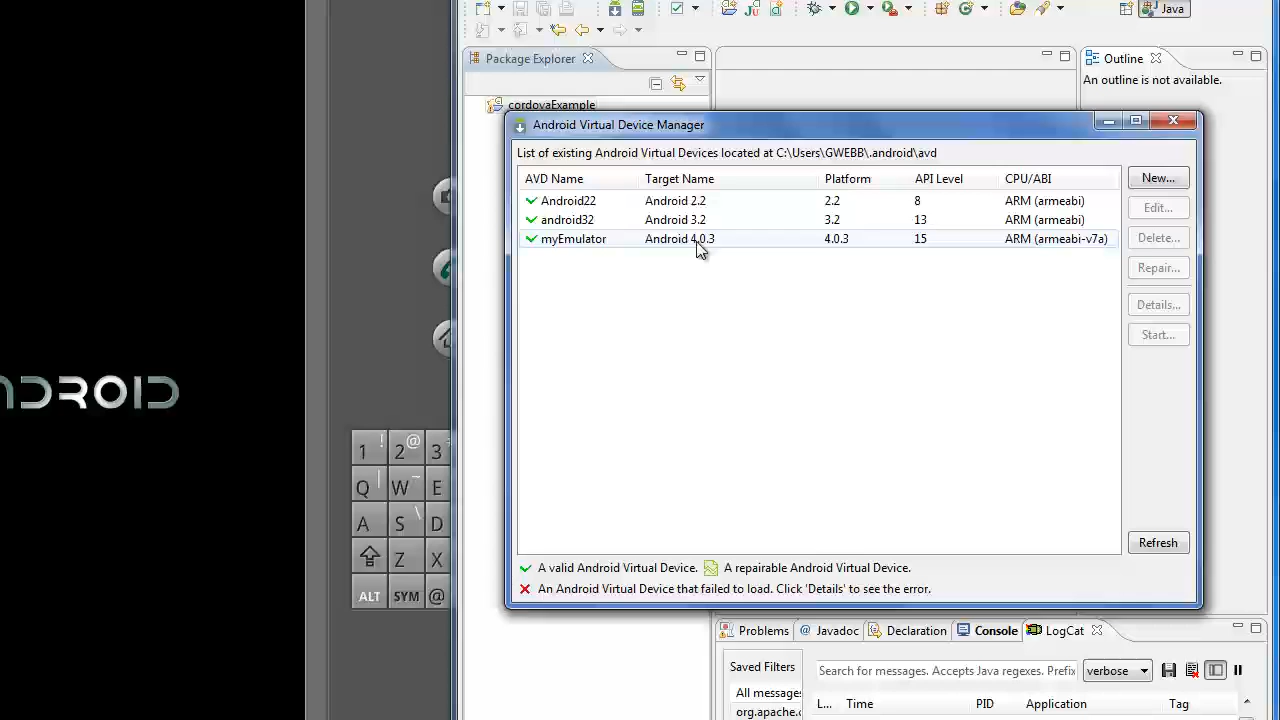 Java
Package Explorer
Outline
An outline is not available.
cordovaExample
Android Virtual Device Manager
List of existing Android Virtual Devices located at C:\Users\GWEBB\.android\avd
AVD Name Target Name Platform API Level CPU/ABI
Android22 Android 2.2 2.2 8 ARM (armeabi)
android32 Android 3.2 3.2 13 ARM (armeabi)
myEmulator Android 4.0.3 4.0.3 15 ARM (armeabi-v7a)
New...
Edit...
Delete...
Repair...
Details...
Start...
Refresh
A valid Android Virtual Device. A repairable Android Virtual Device.
An Android Virtual Device that failed to load. Click 'Details' to see the error.
NDROID
1 ! 2 @ 3
Q | W ~ E
A S \ D
Z X
ALT SYM @
Problems Javadoc Declaration Console LogCat
Saved Filters
Search for messages. Accepts Java regexes. Prefix
verbose
All messages
L... Time PID Application Tag
org.apache.c